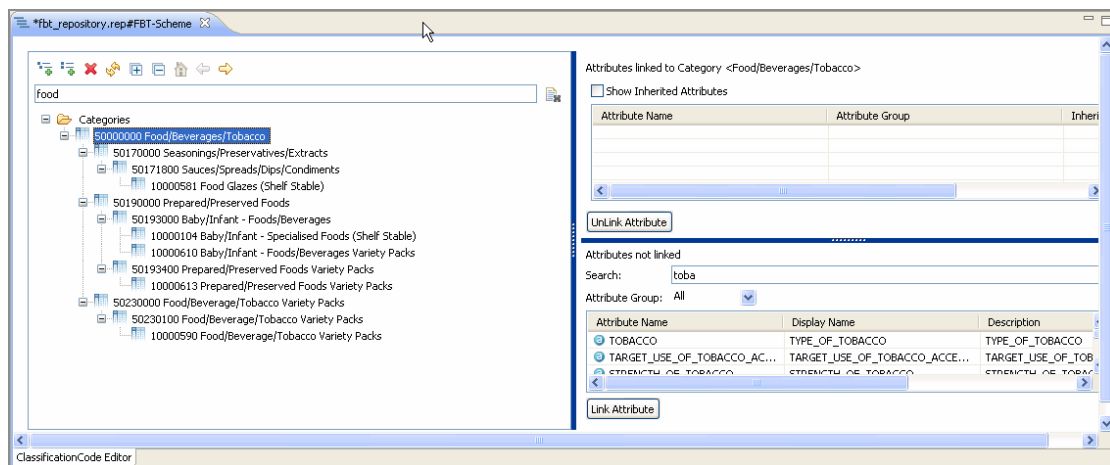 *fbt_repository.rep#FBT-Scheme
food
Categories
50000000 Food/Beverages/Tobacco
50170000 Seasonings/Preservatives/Extracts
50171800 Sauces/Spreads/Dips/Condiments
10000581 Food Glazes (Shelf Stable)
50190000 Prepared/Preserved Foods
50193000 Baby/Infant - Foods/Beverages
10000104 Baby/Infant - Specialised Foods (Shelf Stable)
10000610 Baby/Infant - Foods/Beverages Variety Packs
50193400 Prepared/Preserved Foods Variety Packs
10000613 Prepared/Preserved Foods Variety Packs
50230000 Food/Beverage/Tobacco Variety Packs
50230100 Food/Beverage/Tobacco Variety Packs
10000590 Food/Beverage/Tobacco Variety Packs
Attributes linked to Category <Food/Beverages/Tobacco>
Show Inherited Attributes
Attribute Name Attribute Group Inheri
UnLink Attribute
Attributes not linked
Search: toba
Attribute Group: All
Attribute Name Display Name Description
TOBACCO TYPE_OF_TOBACCO TYPE_OF_TOBACCO
TARGET_USE_OF_TOBACCO_AC... TARGET_USE_OF_TOBACCO_ACCE... TARGET_USE_OF_TOB
STRENGTH_OF_TOBACCO STRENGTH_OF_TOBACCO STRENGTH_OF_TOBAC
Link Attribute
ClassificationCode Editor